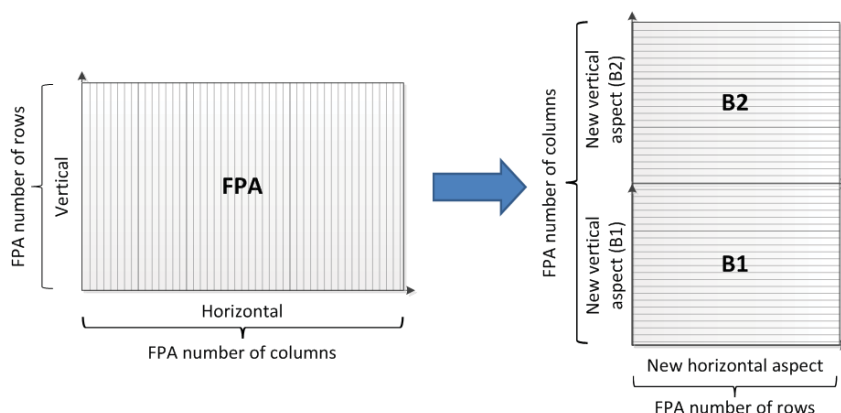 FPA number of rows
Vertical
FPA
Horizontal
FPA number of columns
FPA number of columns
New vertical
aspect (B2)
B2
New vertical
aspect (B1)
B1
New horizontal aspect
FPA number of rows